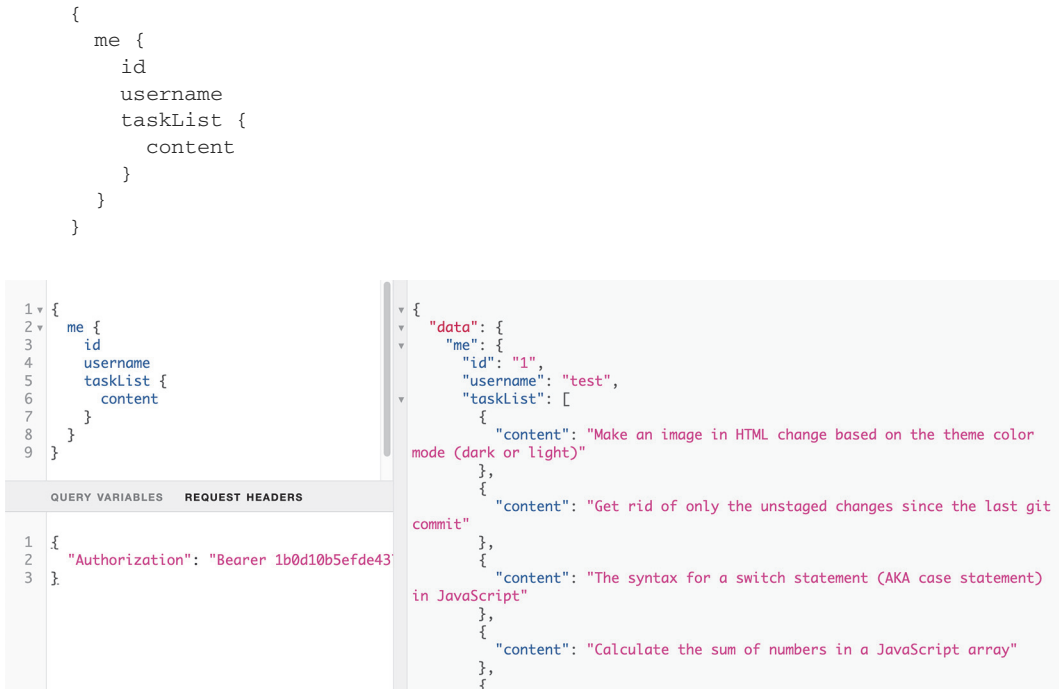 {
me {
id
username
taskList {
content
}
}
}
1 {
2 me {
3 id
4 username
5 taskList {
6 content
7 }
8 }
9 }
QUERY VARIABLES REQUEST HEADERS
1 {
2 "Authorization": "Bearer 1b0d10b5efde43
3 }
{
"data": {
"me": {
"id": "1",
"username": "test",
"taskList": [
{
"content": "Make an image in HTML change based on the theme color
mode (dark or light)"
},
{
"content": "Get rid of only the unstaged changes since the last git
commit"
},
{
"content": "The syntax for a switch statement (AKA case statement)
in JavaScript"
},
{
"content": "Calculate the sum of numbers in a JavaScript array"
},
{